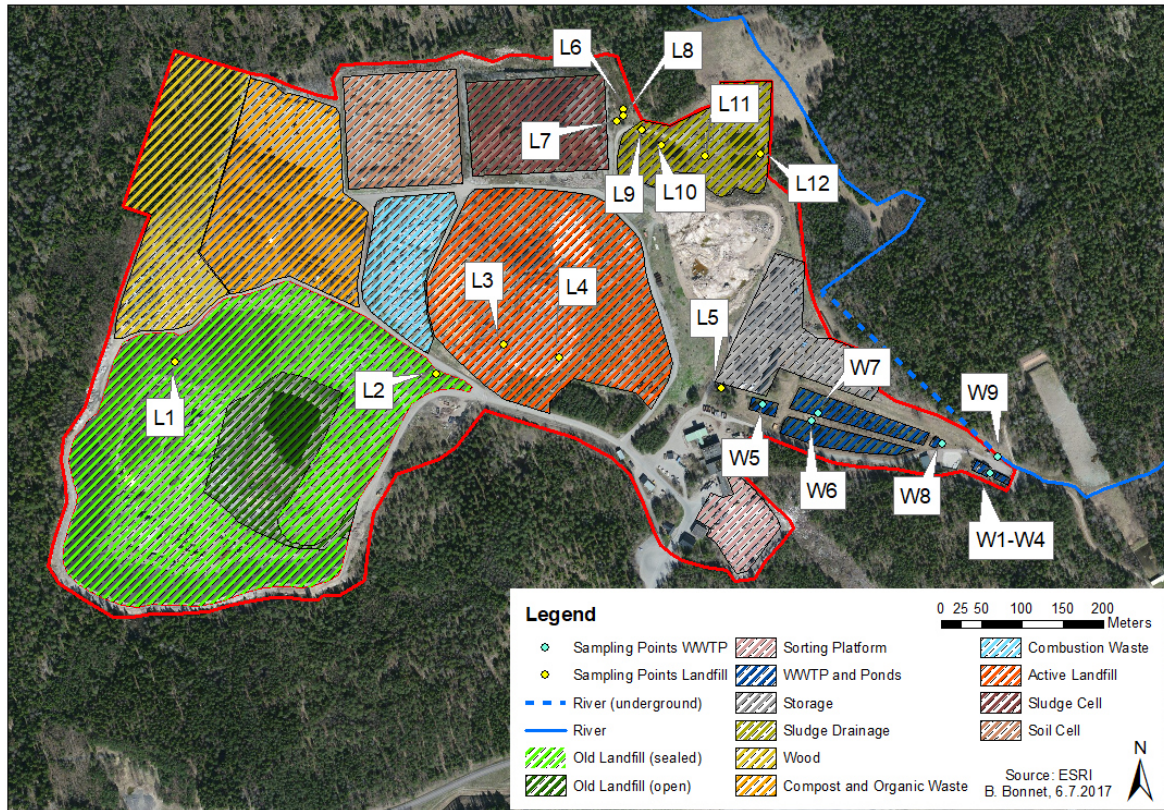 L6
L8
L11
L7
L12
L9
L10
L3
L4
L5
W7
L1
L2
W9
W5
W6
W8
W1-W4
Legend
0 25 50 100 150 200
Meters
Sampling Points WWTP
Sorting Platform
Combustion Waste
Sampling Points Landfill
WWTP and Ponds
Active Landfill
River (underground)
Storage
Sludge Cell
River
Sludge Drainage
Soil Cell
Old Landfill (sealed)
Wood
Old Landfill (open)
Compost and Organic Waste
N
Source: ESRI
B. Bonnet, 6.7.2017